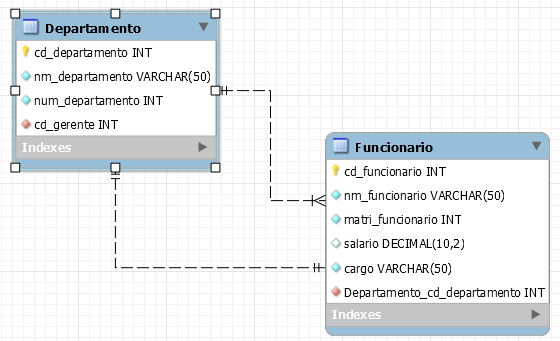 Departamento
cd_departamento INT
nm_departamento VARCHAR(50)
num_departamento INT
cd_gerente INT
Indexes
Funcionario
cd_funcionario INT
nm_funcionario VARCHAR(50)
matri_funcionario INT
salario DECIMAL(10,2)
cargo VARCHAR(50)
Departamento_cd_departamento INT
Indexes